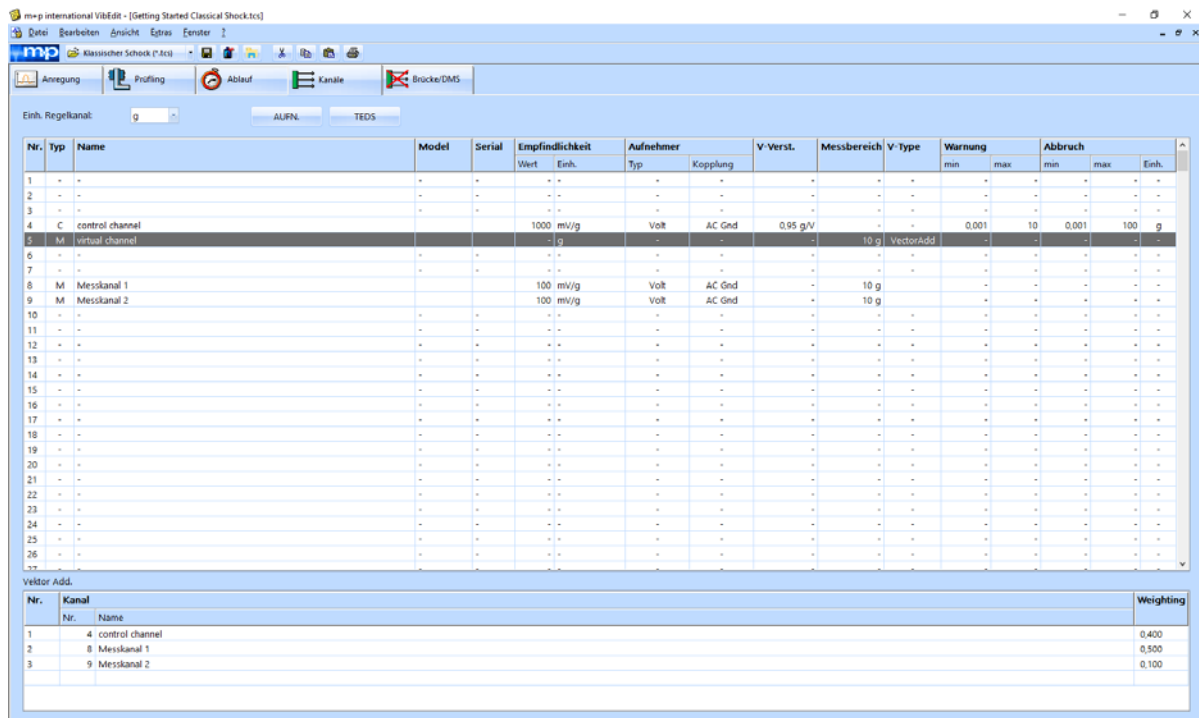 m+p international VibEdit - [Getting Started Classical Shock.tcs]
Datei Bearbeiten Ansicht Extras Fenster ?
mp Klassischer Schock (*.tcs)
Anregung Prüfling Ablauf Kanäle Brücke/DMS
Einh. Regelkanal: g AUFN. TEDS
Nr. Typ Name Model Serial Empfindlichkeit Aufnehmer V-Verst. Messbereich V-Type Warnung Abbruch
Wert Einh. Typ Kopplung min max min max Einh.
1 - - - - - - - - - - - - - - - -
2 - - - - - - - - - - - - - - - -
3 - - - - - - - - - - - - - - - -
4 C control channel 1000 mV/g Volt AC Gnd 0,95 g/V - - 0,001 10 0,001 100 g
5 M virtual channel - g - - - 10 g VectorAdd - - - - -
6 - - - - - - - - - - - - - - - -
7 - - - - - - - - - - - - - - - -
8 M Messkanal 1 100 mV/g Volt AC Gnd - 10 g - - - - -
9 M Messkanal 2 100 mV/g Volt AC Gnd - 10 g - - - - -
10 - - - - - - - - - - - - - - - -
11 - - - - - - - - - - - - - - - -
12 - - - - - - - - - - - - - - - -
13 - - - - - - - - - - - - - - - -
14 - - - - - - - - - - - - - - - -
15 - - - - - - - - - - - - - - - -
16 - - - - - - - - - - - - - - - -
17 - - - - - - - - - - - - - - - -
18 - - - - - - - - - - - - - - - -
19 - - - - - - - - - - - - - - - -
20 - - - - - - - - - - - - - - - -
21 - - - - - - - - - - - - - - - -
22 - - - - - - - - - - - - - - - -
23 - - - - - - - - - - - - - - - -
24 - - - - - - - - - - - - - - - -
25 - - - - - - - - - - - - - - - -
26 - - - - - - - - - - - - - - - -
27 - - - - - - - - - - - - - - - -
Vektor Add.
Nr. Kanal Weighting
Nr. Name
1 4 control channel 0,400
2 8 Messkanal 1 0,500
3 9 Messkanal 2 0,100